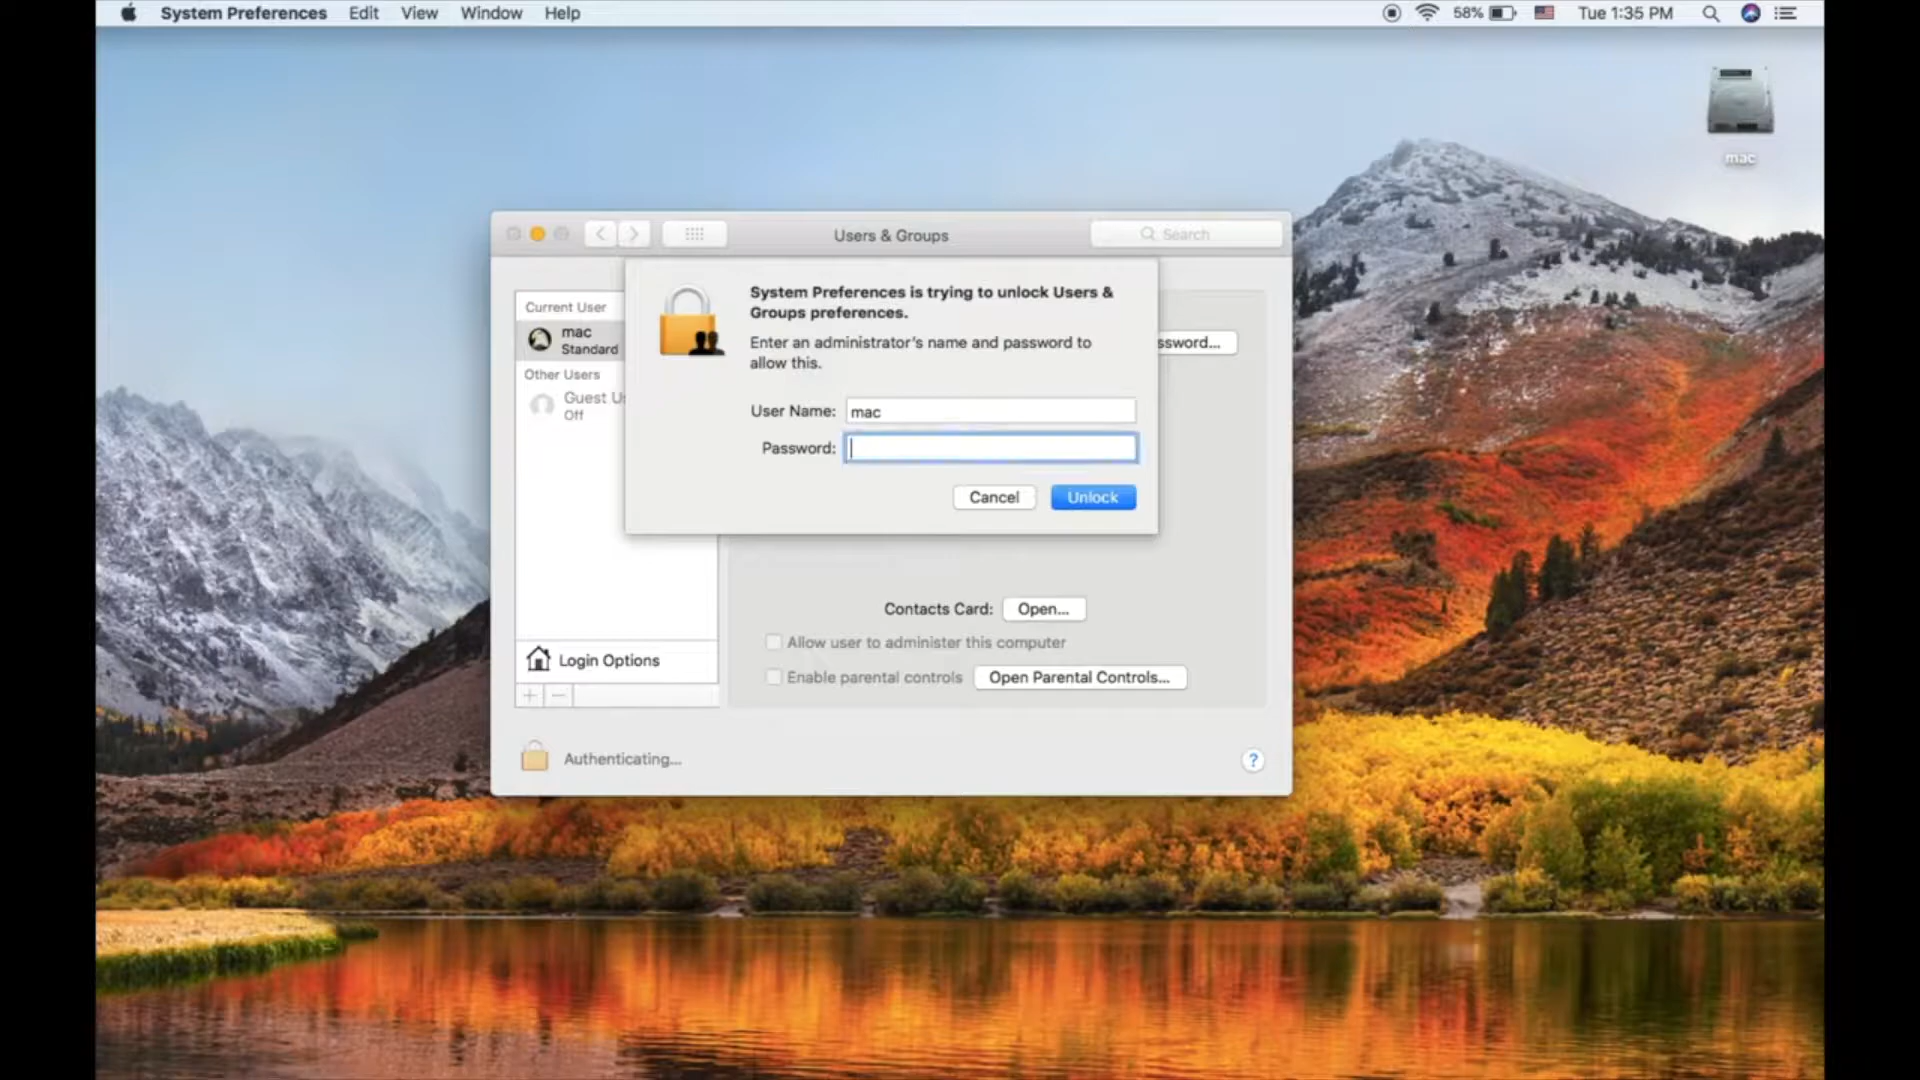 System Preferences Edit View Window Help 58% Tue 1:35 PM
mac
Users & Groups
Search
Current User
mac
Standard
Other Users
Guest Us
Off
System Preferences is trying to unlock Users &
Groups preferences.
Enter an administrator's name and password to
allow this.
User Name: mac
Password:
Cancel Unlock
ssword...
Contacts Card: Open...
Allow user to administer this computer
Enable parental controls Open Parental Controls...
Login Options
+ −
Authenticating...
?